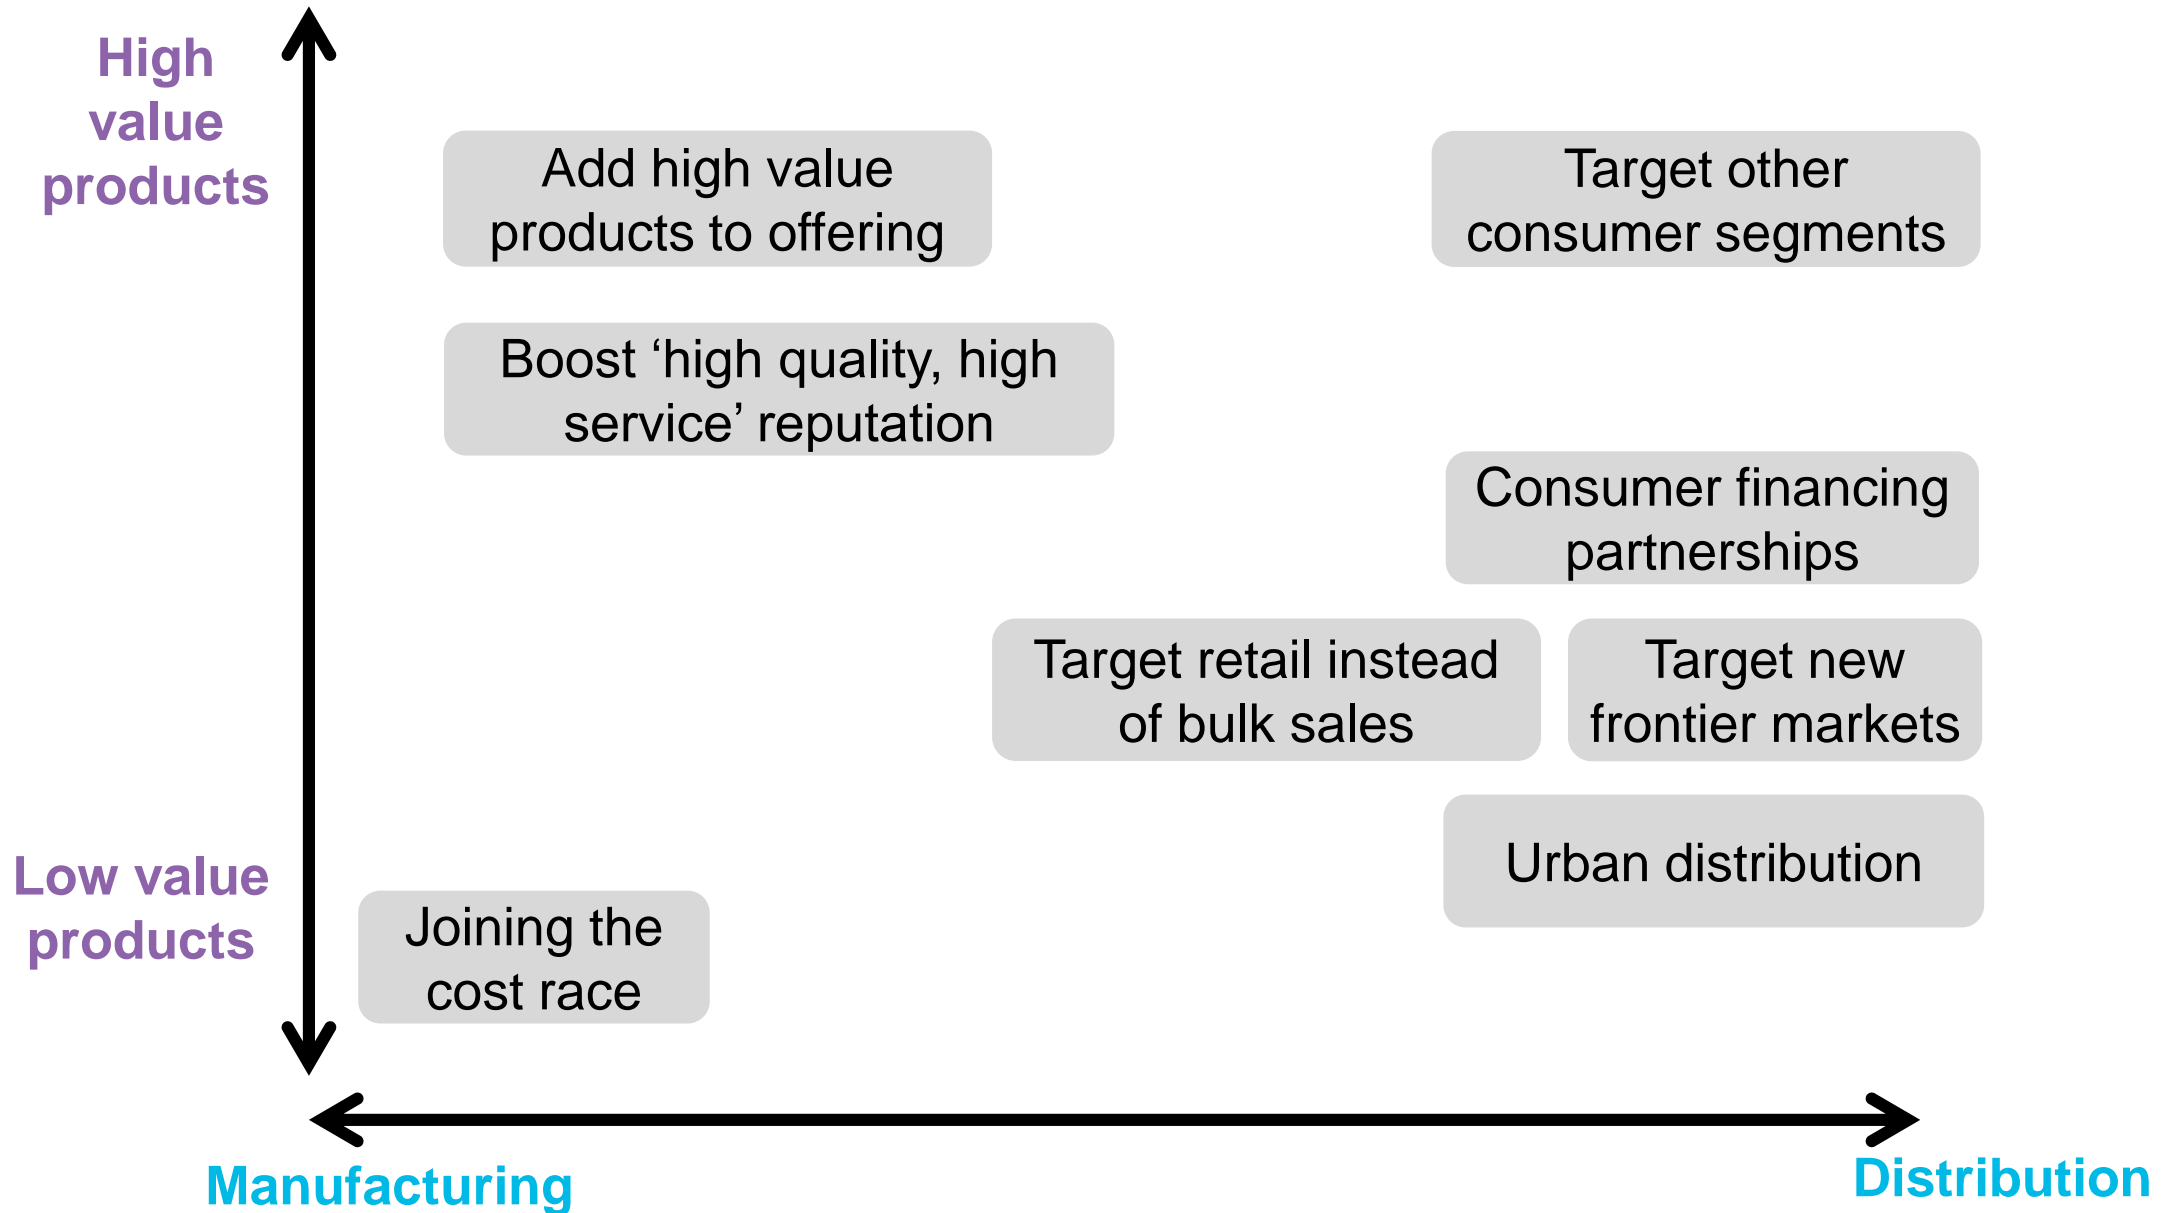 High
value
products
Add high value
products to offering
Target other
consumer segments
Boost ‘high quality, high
service’ reputation
Consumer financing
partnerships
Target retail instead
of bulk sales
Target new
frontier markets
Urban distribution
Low value
products
Joining the
cost race
Manufacturing
Distribution